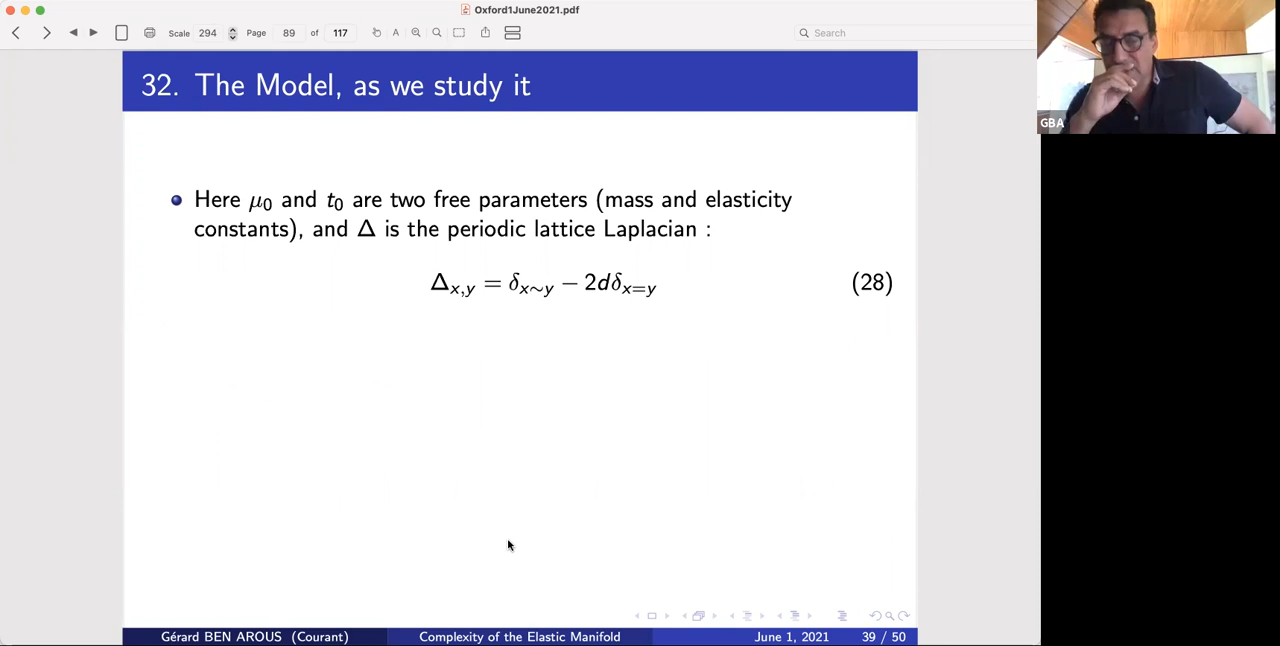 Oxford1June2021.pdf
Scale 294 Page 89 of 117 A Search
GBA
32. The Model, as we study it
Here μ₀ and t₀ are two free parameters (mass and elasticity
constants), and Δ is the periodic lattice Laplacian :
Δ_{x,y} = δ_{x∼y} − 2dδ_{x=y} (28)
Gérard BEN AROUS (Courant) Complexity of the Elastic Manifold June 1, 2021 39 / 50